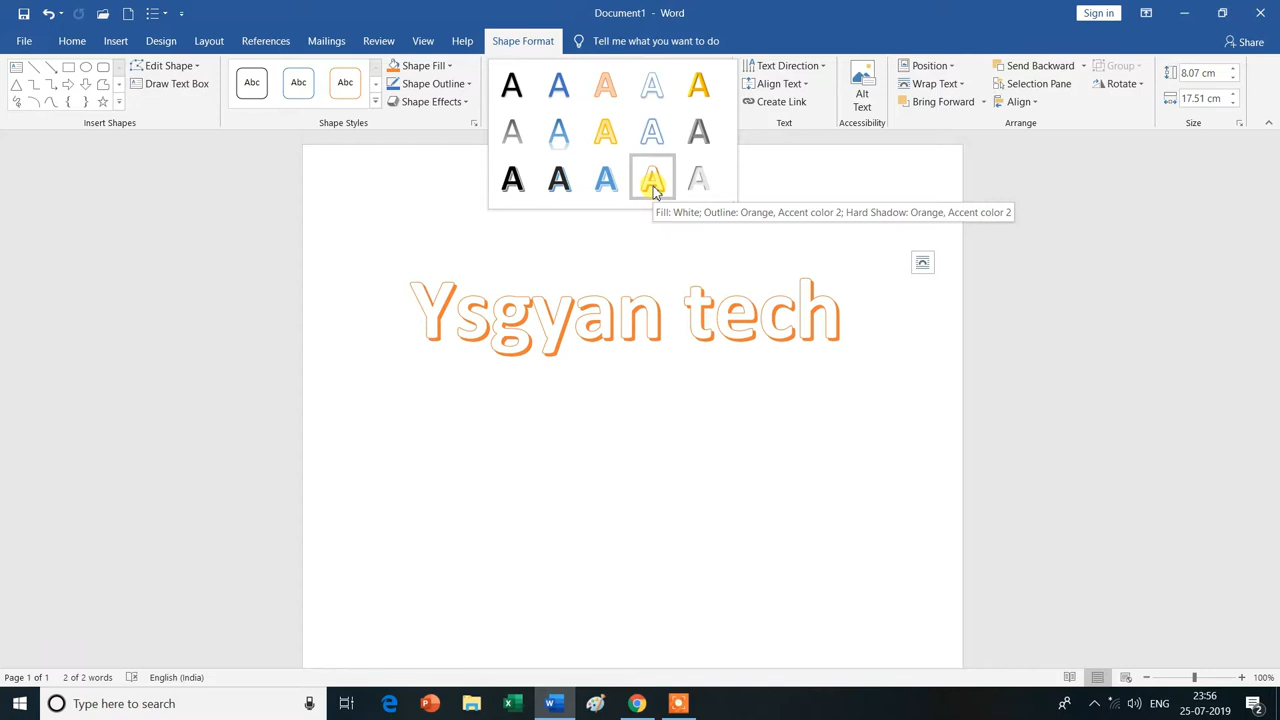 Document1 - Word
Sign in
File Home Insert Design Layout References Mailings Review View Help Shape Format Tell me what you want to do Share
Edit Shape
Draw Text Box
Insert Shapes
Abc Abc Abc
Shape Fill
Shape Outline
Shape Effects
Shape Styles
A A A A A
A A A A A
A A A A A
Text Direction
Align Text
Create Link
Text
Alt
Text
Accessibility
Position
Wrap Text
Bring Forward
Send Backward
Selection Pane
Align
Rotate
Arrange
8.07 cm
17.51 cm
Size
Fill: White; Outline: Orange, Accent color 2; Hard Shadow: Orange, Accent color 2
Ysgyan tech
Page 1 of 1 2 of 2 words English (India) 100%
Type here to search
ENG
23:56
25-07-2019
2